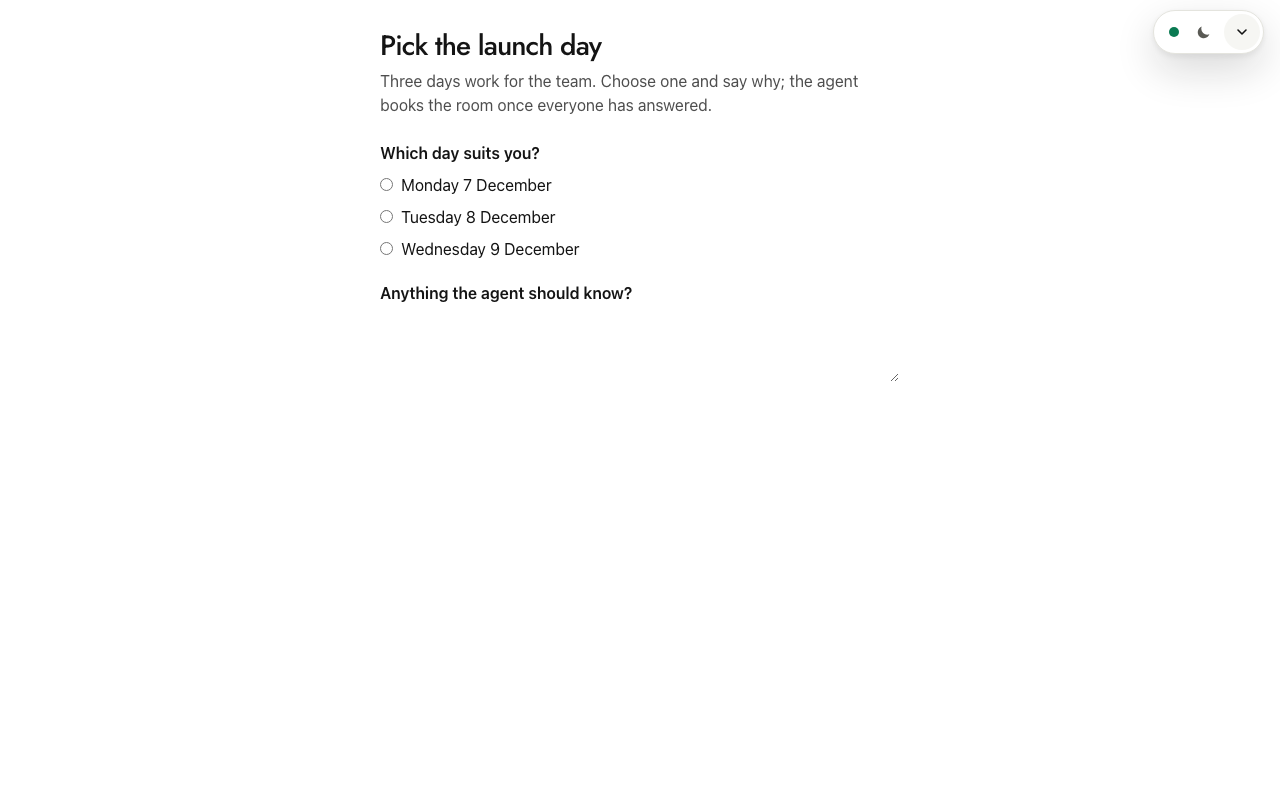 Pick the launch day
Three days work for the team. Choose one and say why; the agent
books the room once everyone has answered.
Which day suits you?
Monday 7 December
Tuesday 8 December
Wednesday 9 December
Anything the agent should know?